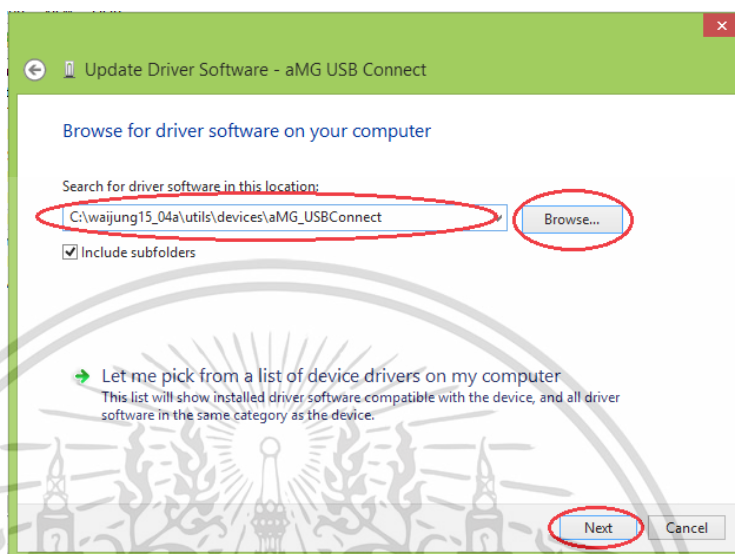 Update Driver Software - aMG USB Connect
Browse for driver software on your computer
Search for driver software in this location:
C:\waijung15_04a\utils\devices\aMG_USBConnect
Browse...
Include subfolders
Let me pick from a list of device drivers on my computer
This list will show installed driver software compatible with the device, and all driver
software in the same category as the device.
Next
Cancel